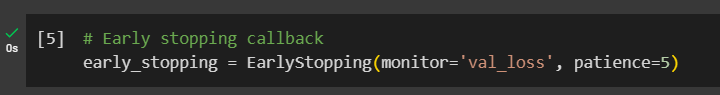 [5] # Early stopping callback
0s early_stopping = EarlyStopping(monitor='val_loss', patience=5)